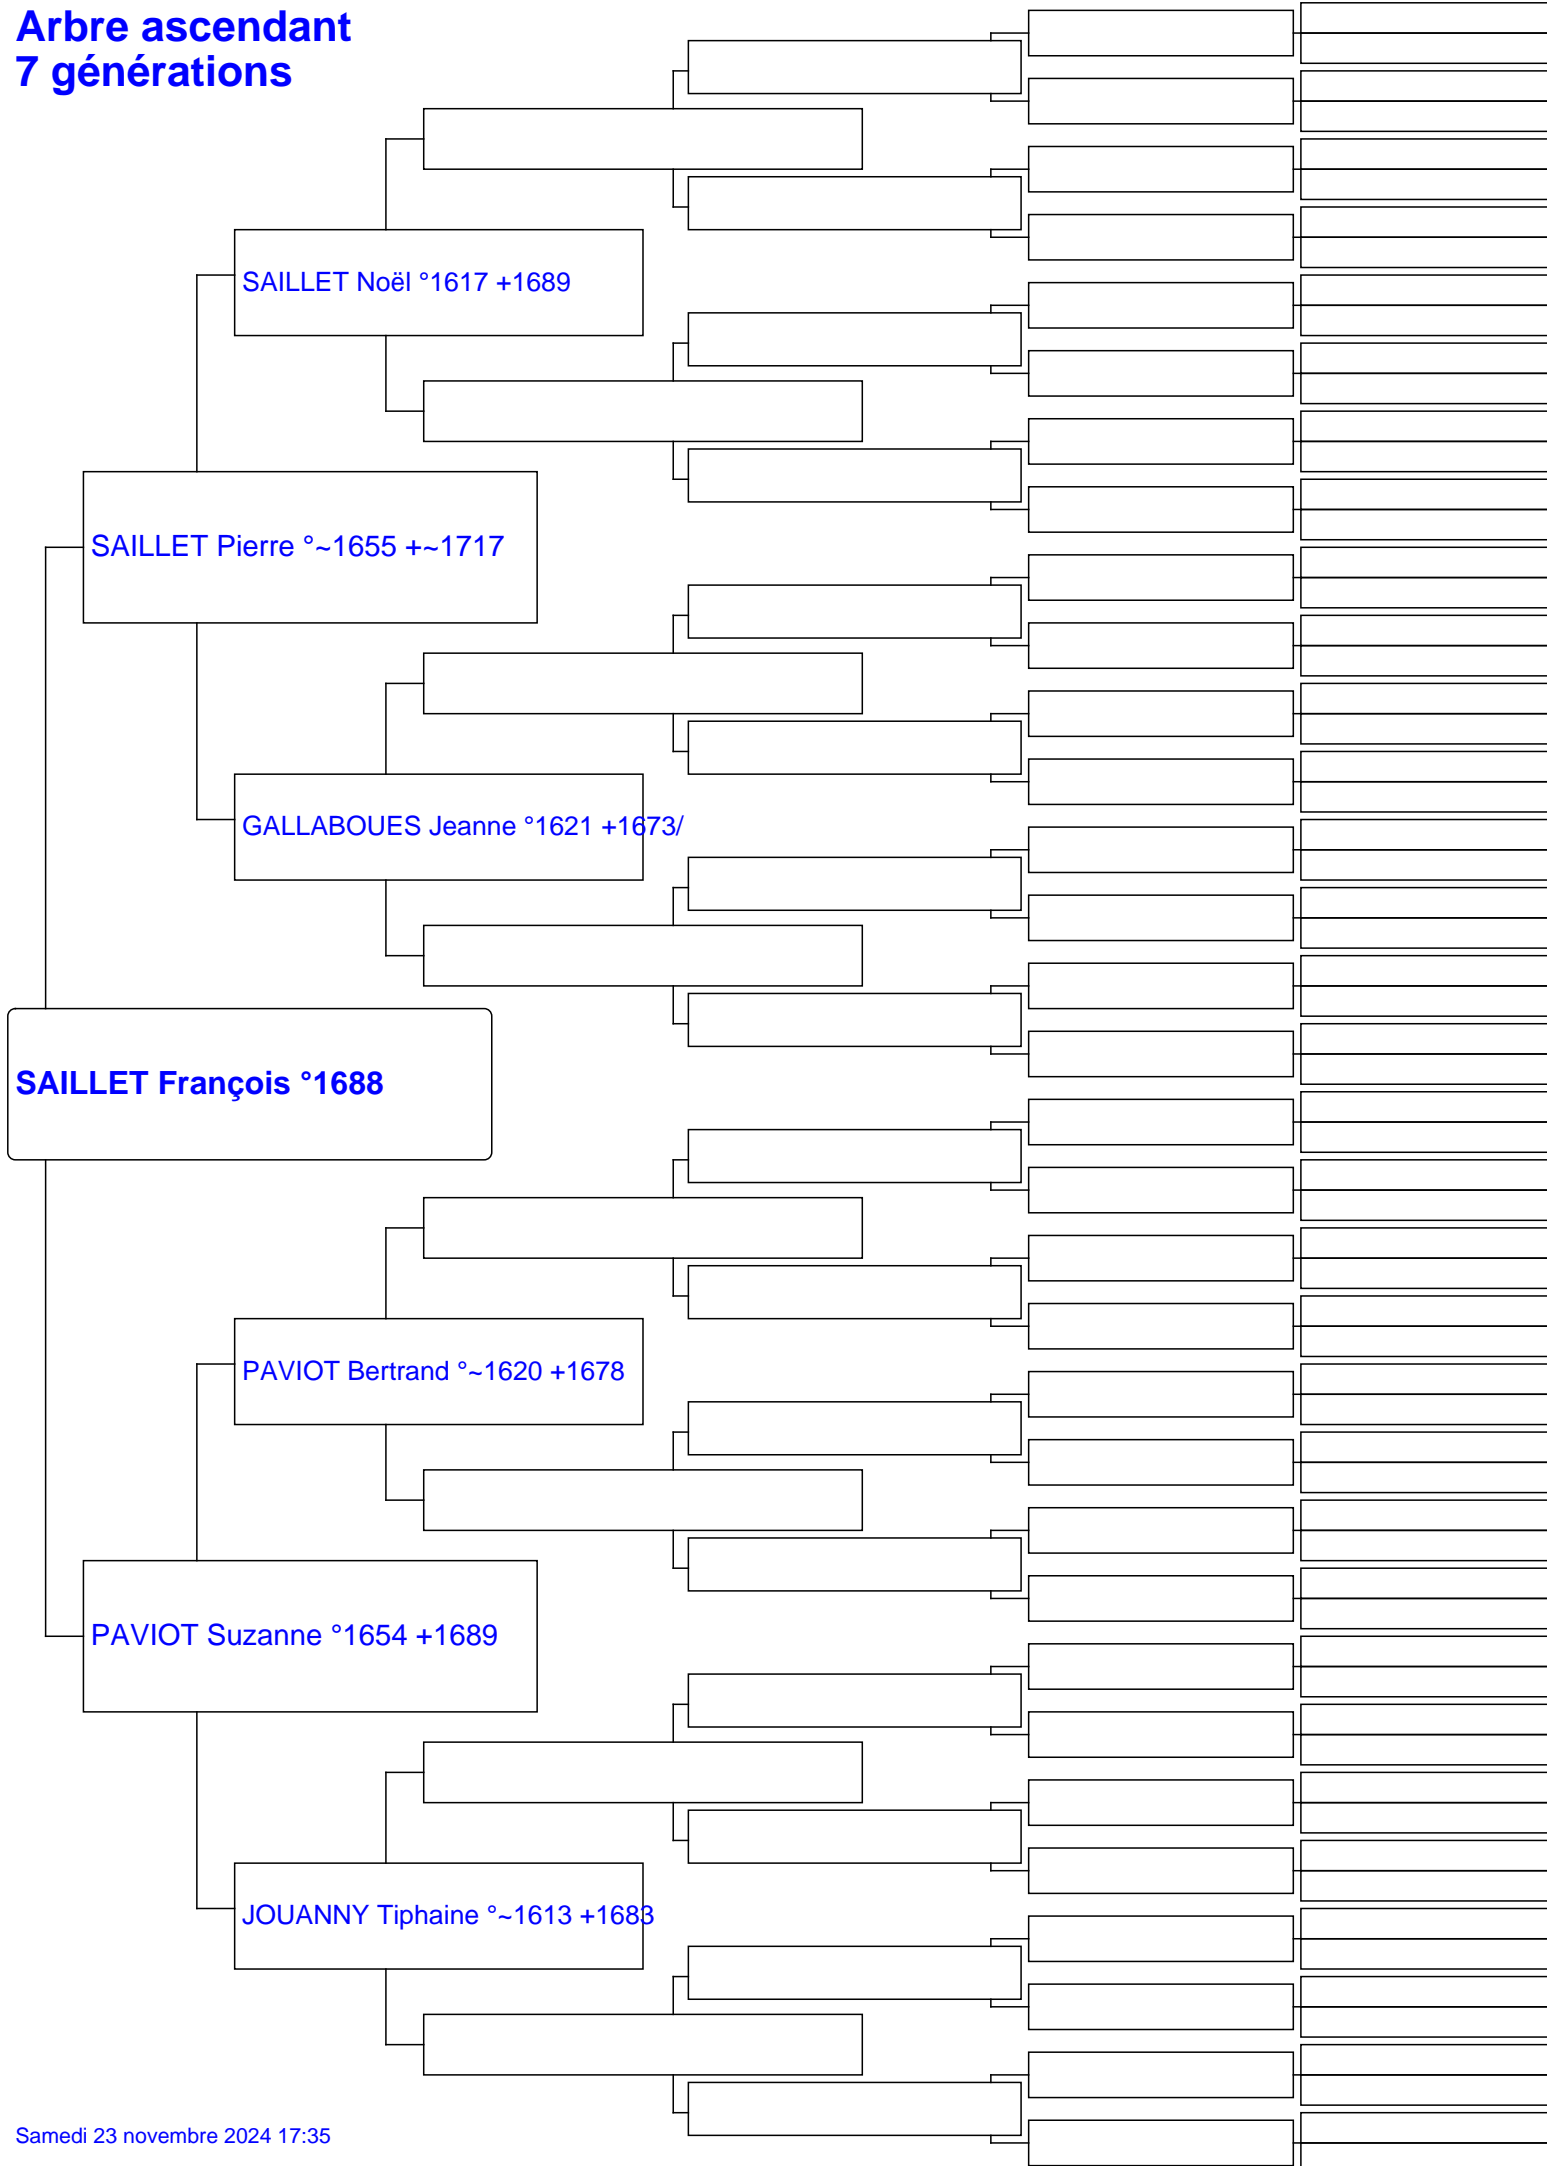 Arbre ascendant
7 générations
SAILLET Noël °1617 +1689
SAILLET Pierre °~1655 +~1717
GALLABOUES Jeanne °1621 +1673/
SAILLET François °1688
PAVIOT Bertrand °~1620 +1678
PAVIOT Suzanne °1654 +1689
JOUANNY Tiphaine °~1613 +1683
Samedi 23 novembre 2024 17:35